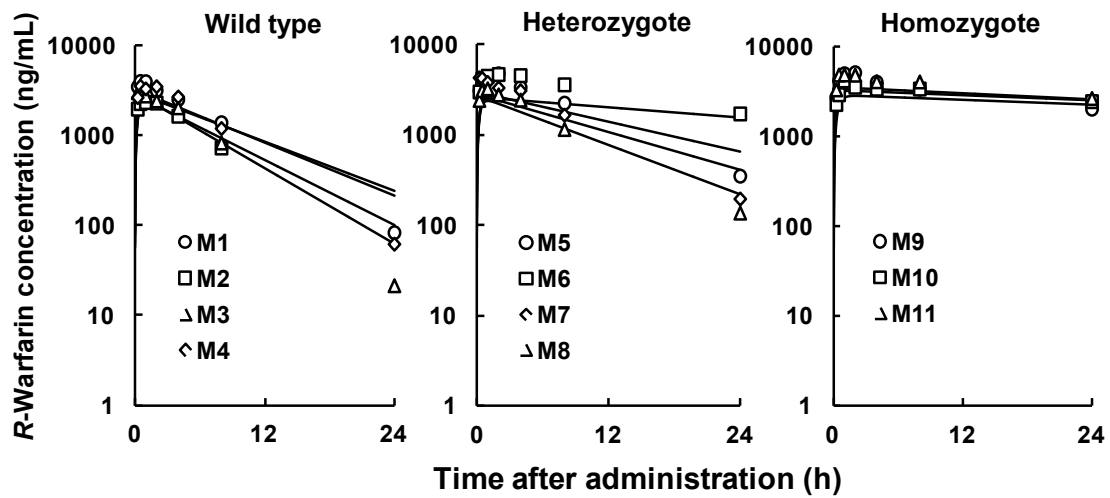 Wild type
Heterozygote
Homozygote
R-Warfarin concentration (ng/mL)
10000
1000
100
10
1
M1
M2
M3
M4
0
12
24
10000
1000
100
10
1
M5
M6
M7
M8
0
12
24
10000
1000
100
10
1
M9
M10
M11
0
12
24
Time after administration (h)